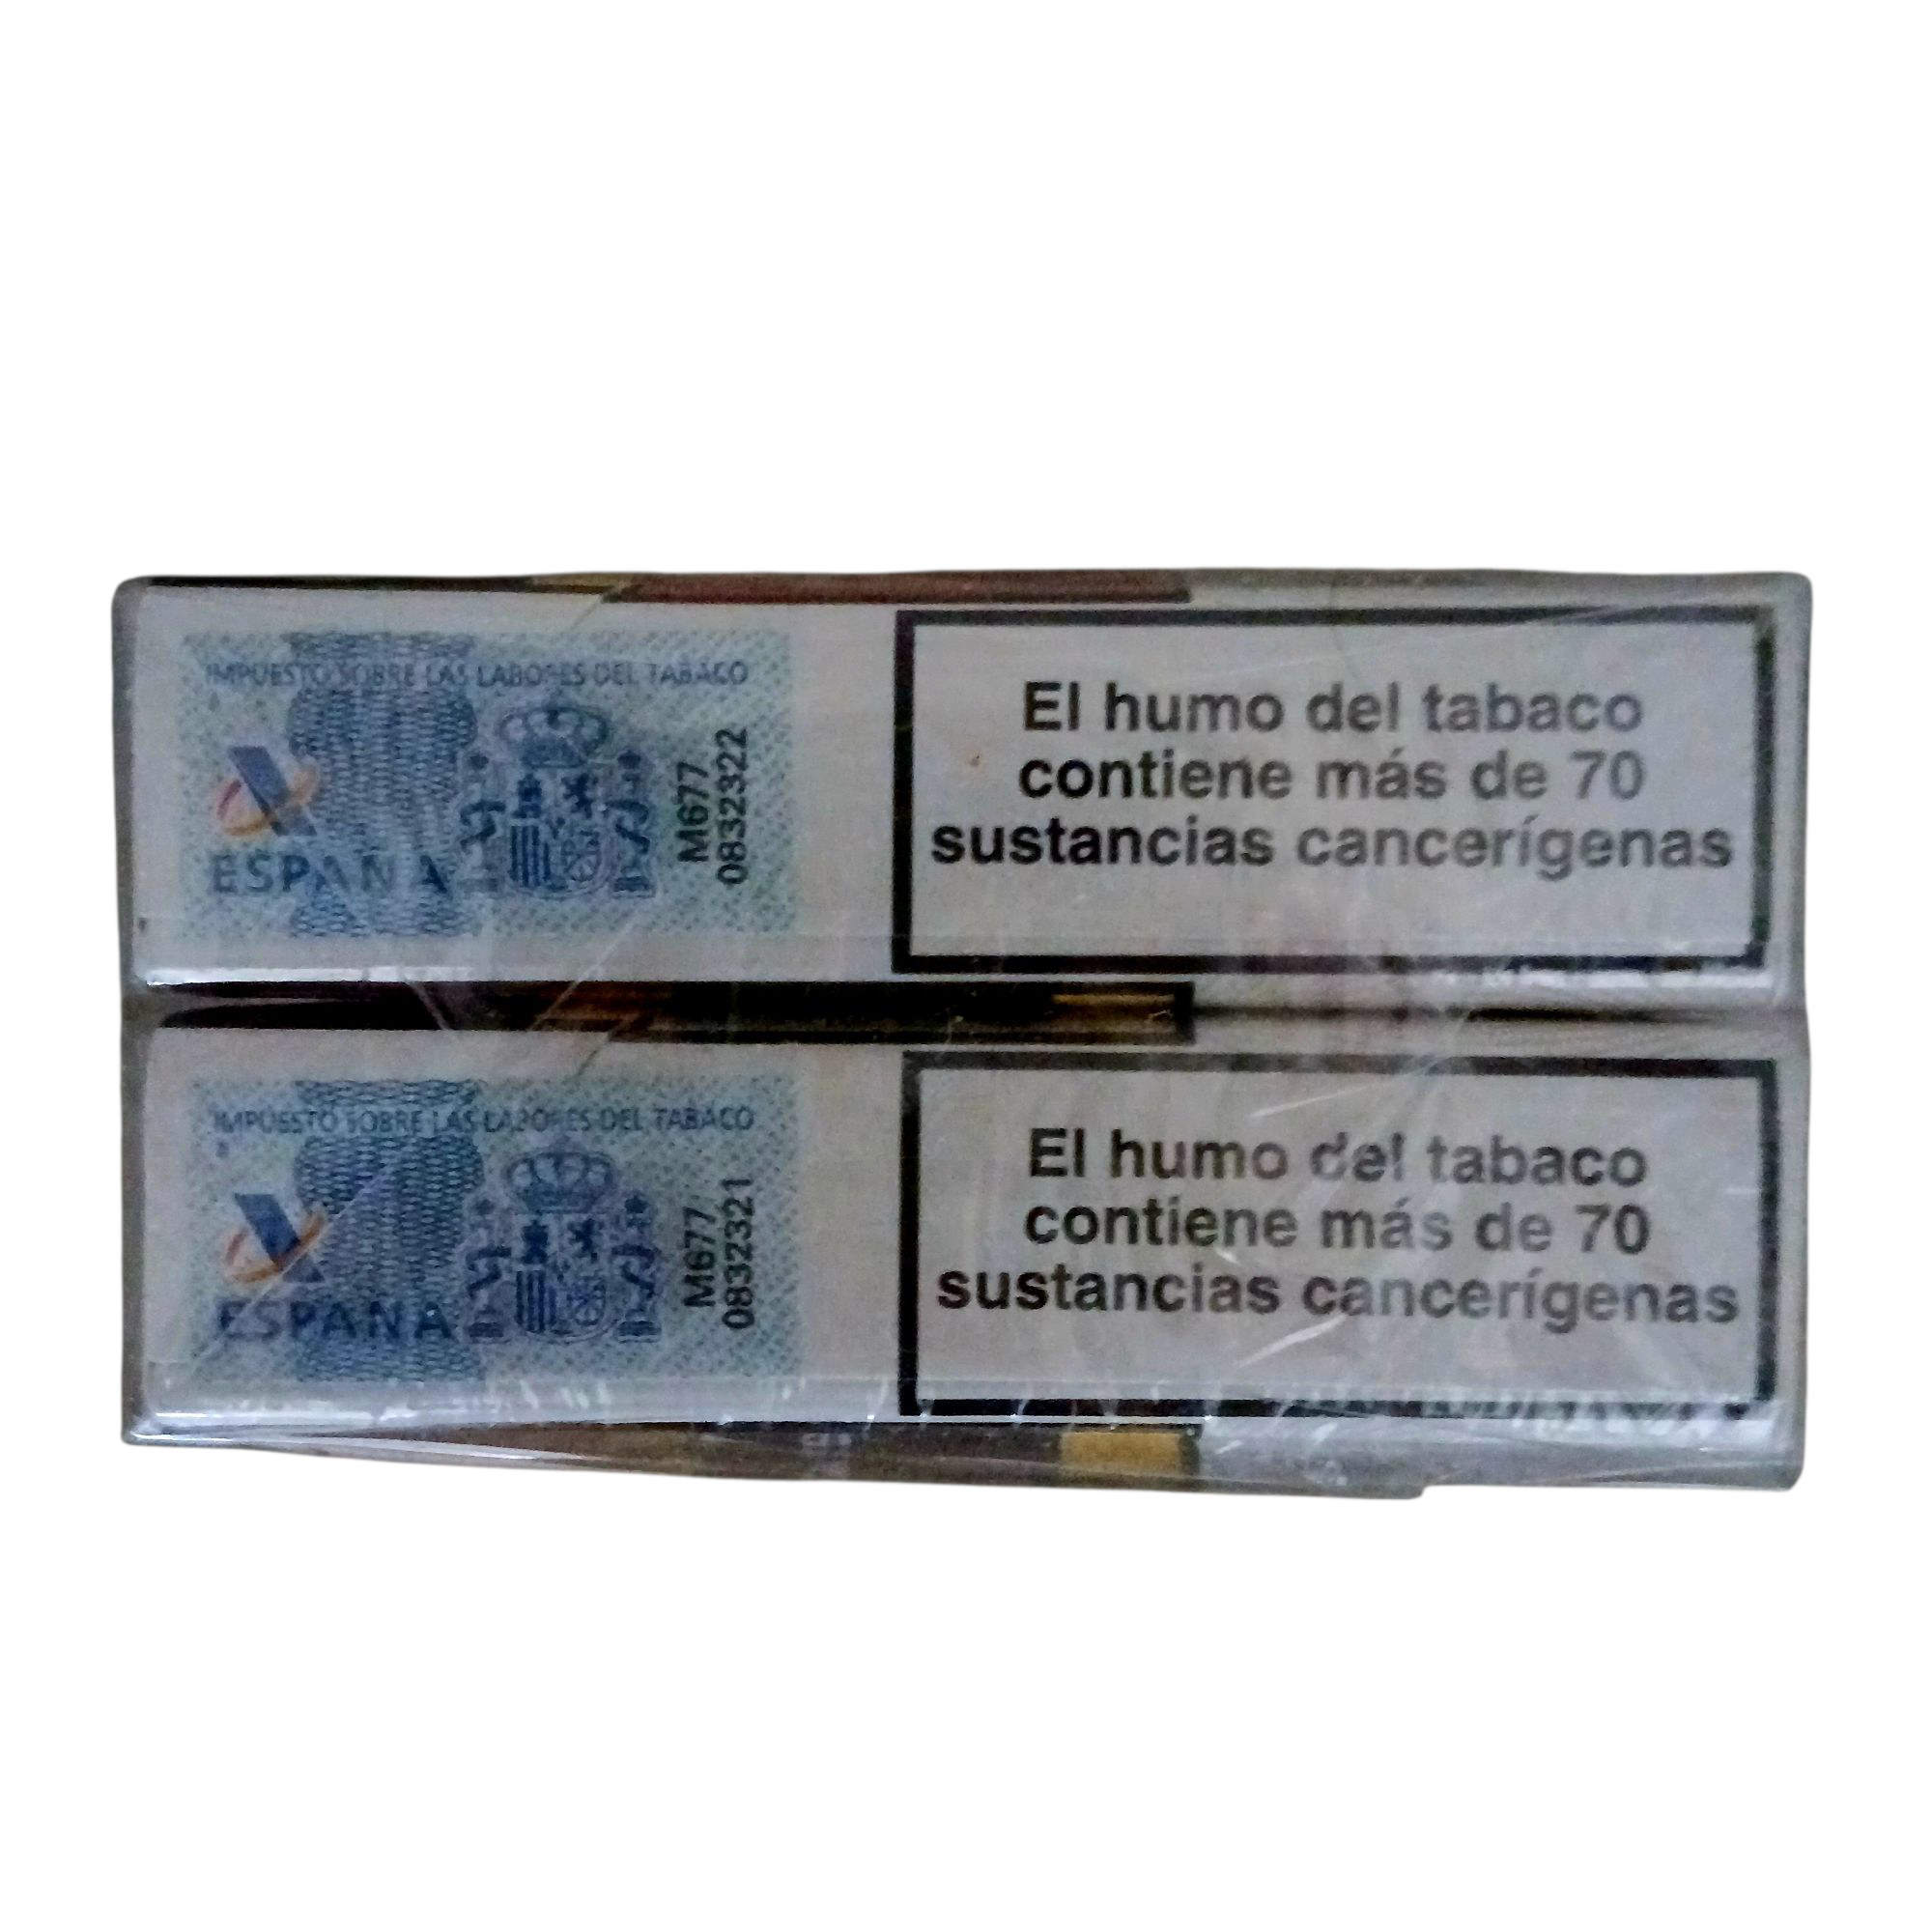 IMPUESTO SOBRE LAS LABORES DEL TABACO
ESPAÑA
M677
0832322
El humo del tabaco
contiene más de 70
sustancias cancerígenas
IMPUESTO SOBRE LAS LABORES DEL TABACO
ESPAÑA
M677
0832321
El humo del tabaco
contiene más de 70
sustancias cancerígenas